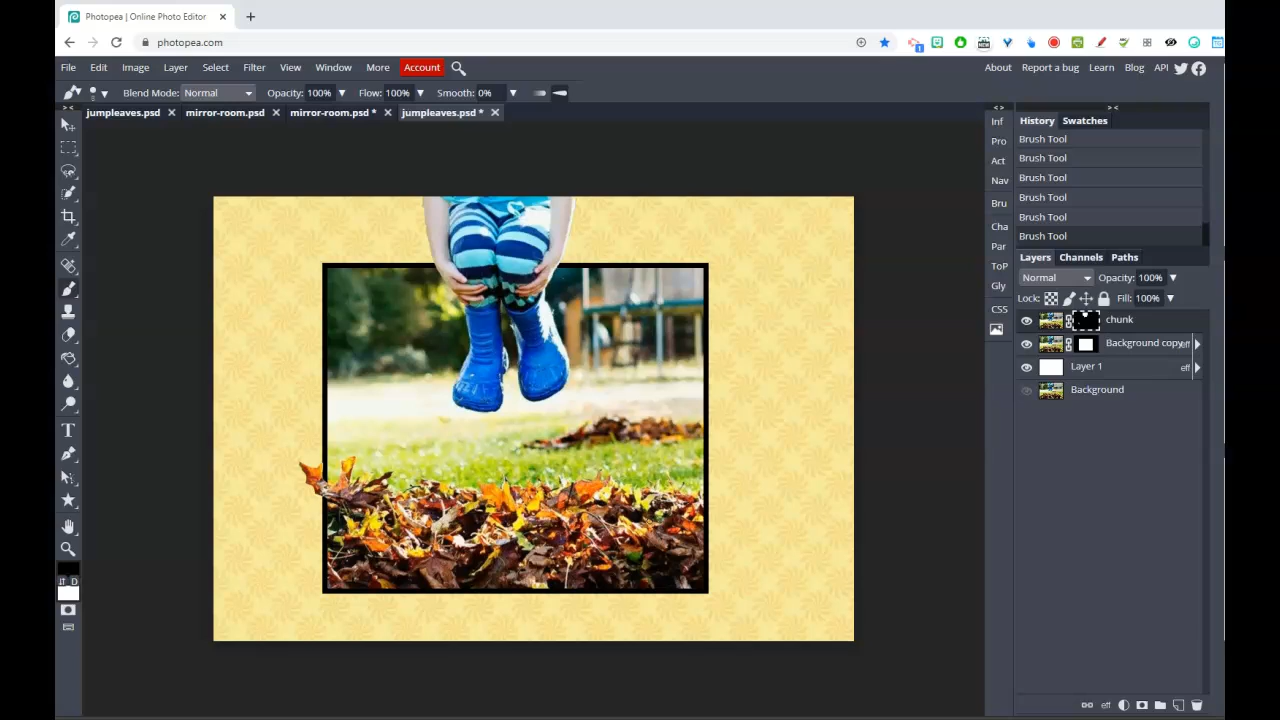 Photopea | Online Photo Editor
photopea.com
File Edit Image Layer Select Filter View Window More Account
About Report a bug Learn Blog API
Blend Mode: Normal Opacity: 100% Flow: 100% Smooth: 0%
jumpleaves.psd mirror-room.psd mirror-room.psd * jumpleaves.psd *
Inf
Pro
Act
Nav
Bru
Cha
Par
ToP
Gly
CSS
History Swatches
Brush Tool
Brush Tool
Brush Tool
Brush Tool
Brush Tool
Brush Tool
Layers Channels Paths
Normal Opacity: 100%
Lock: Fill: 100%
chunk
Background copy eff
Layer 1 eff
Background
D
eff